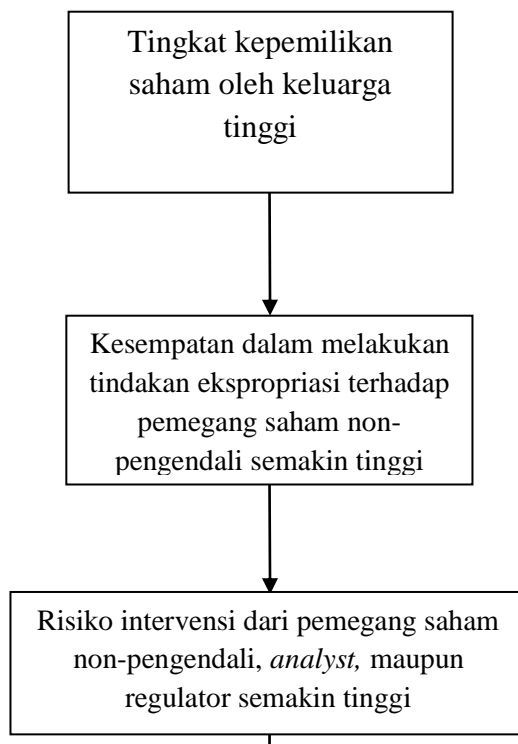 Tingkat kepemilikan
saham oleh keluarga
tinggi
Kesempatan dalam melakukan
tindakan ekspropriasi terhadap
pemegang saham non-
pengendali semakin tinggi
Risiko intervensi dari pemegang saham
non-pengendali, analyst, maupun
regulator semakin tinggi